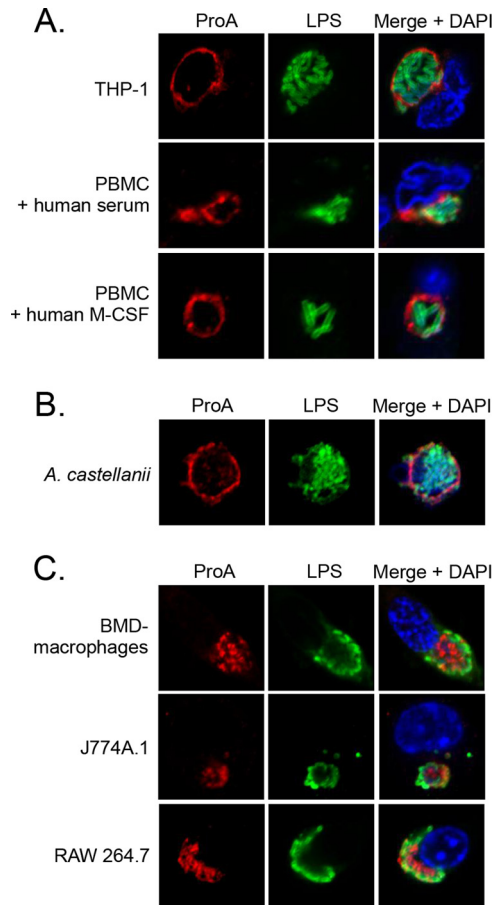 A.
ProA LPS Merge + DAPI
THP-1
PBMC
+ human serum
PBMC
+ human M-CSF
B.
ProA LPS Merge + DAPI
A. castellanii
C.
ProA LPS Merge + DAPI
BMD-
macrophages
J774A.1
RAW 264.7